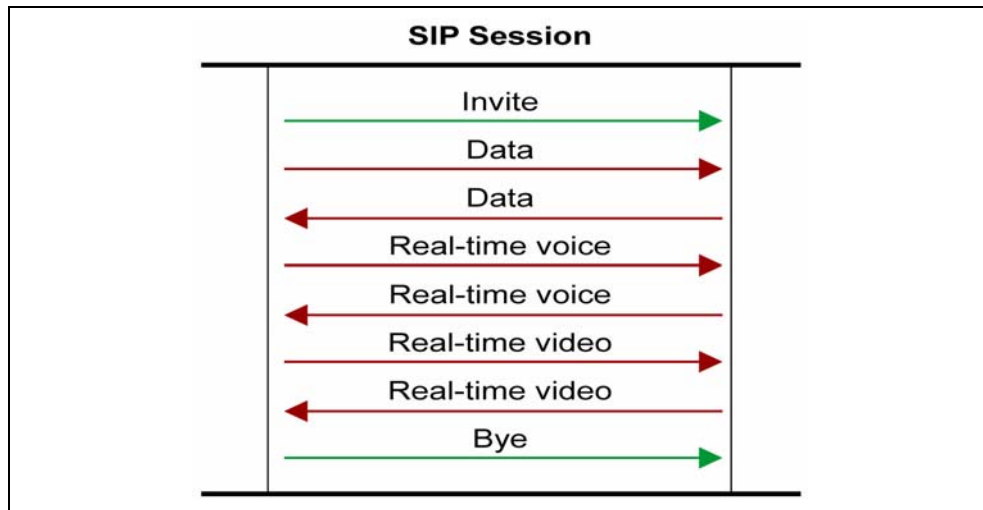 SIP Session
Invite
Data
Data
Real-time voice
Real-time voice
Real-time video
Real-time video
Bye